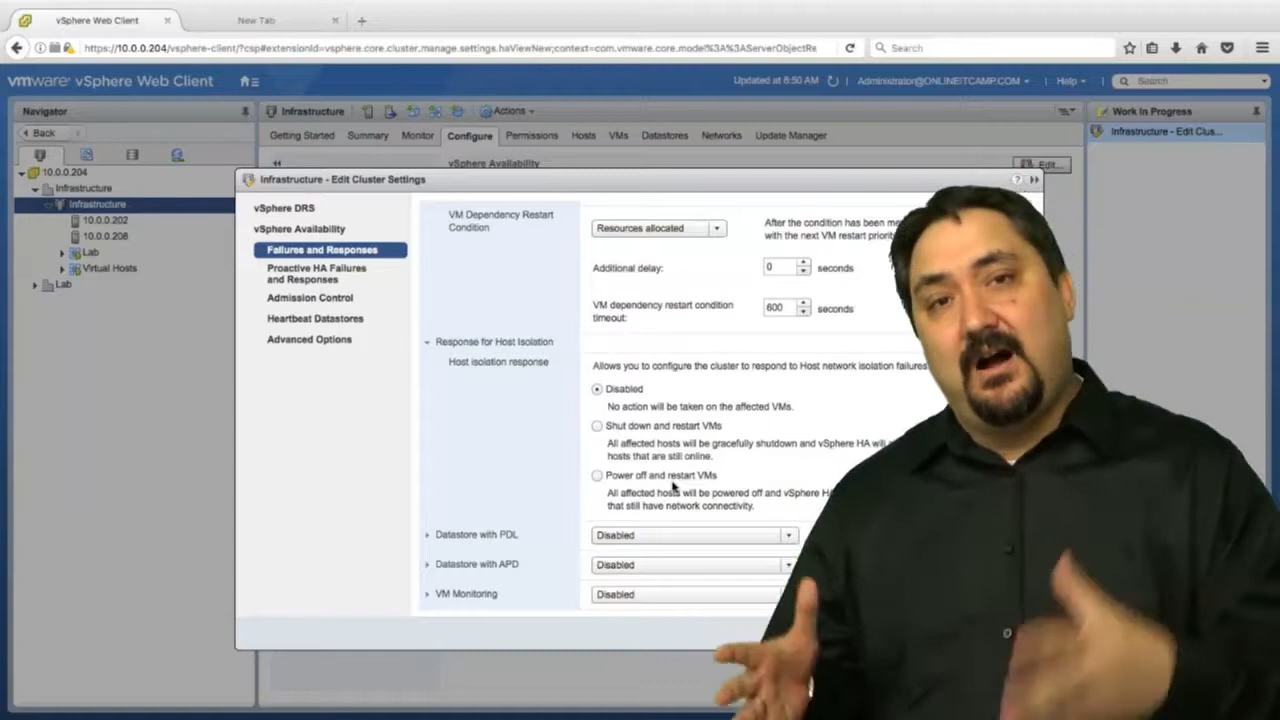 vSphere Web Client
New Tab
https://10.0.0.204/vsphere-client/?csp#extensionId=vsphere.core.cluster.manage.settings.haViewNew;context=com.vmware.core.model%3A%3AServerObjectRe
Search
vmware® vSphere Web Client
Updated at 8:50 AM
Administrator@ONLINEITCAMP.COM
Help
Search
Navigator
Back
10.0.0.204
Infrastructure
Infrastructure
10.0.0.202
10.0.0.206
Lab
Virtual Hosts
Lab
Infrastructure
Actions
Getting Started
Summary
Monitor
Configure
Permissions
Hosts
VMs
Datastores
Networks
Update Manager
vSphere Availability
Edit...
Work In Progress
Infrastructure - Edit Clus...
Infrastructure - Edit Cluster Settings
vSphere DRS
vSphere Availability
Failures and Responses
Proactive HA Failures
and Responses
Admission Control
Heartbeat Datastores
Advanced Options
VM Dependency Restart
Condition
Resources allocated
After the condition has been me
with the next VM restart priorit
Additional delay:
0
seconds
VM dependency restart condition
timeout:
600
seconds
Response for Host Isolation
Host isolation response
Allows you to configure the cluster to respond to Host network isolation failures
Disabled
No action will be taken on the affected VMs.
Shut down and restart VMs
All affected hosts will be gracefully shutdown and vSphere HA will
hosts that are still online.
Power off and restart VMs
All affected hosts will be powered off and vSphere HA
that still have network connectivity.
Datastore with PDL
Disabled
Datastore with APD
Disabled
VM Monitoring
Disabled